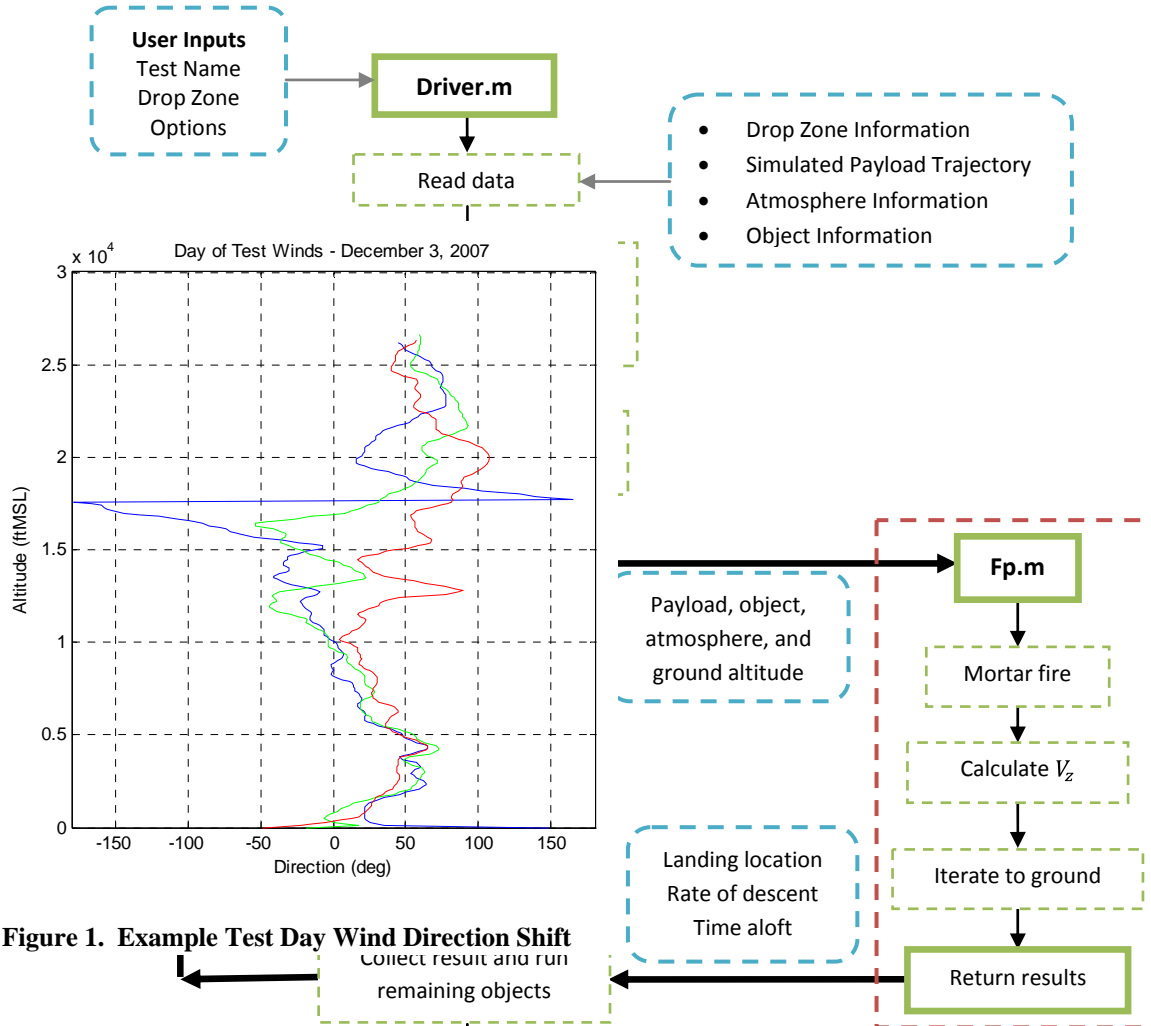 User Inputs
Test Name
Drop Zone
Options
Driver.m
Read data
• Drop Zone Information
• Simulated Payload Trajectory
• Atmosphere Information
• Object Information
x 10^4
Day of Test Winds - December 3, 2007
3
2.5
2
1.5
1
0.5
0
-150
-100
-50
0
50
100
150
Altitude (ftMSL)
Direction (deg)
Figure 1. Example Test Day Wind Direction Shift
Payload, object,
atmosphere, and
ground altitude
Fp.m
Mortar fire
Calculate V_z
Iterate to ground
Return results
Landing location
Rate of descent
Time aloft
Collect result and run
remaining objects